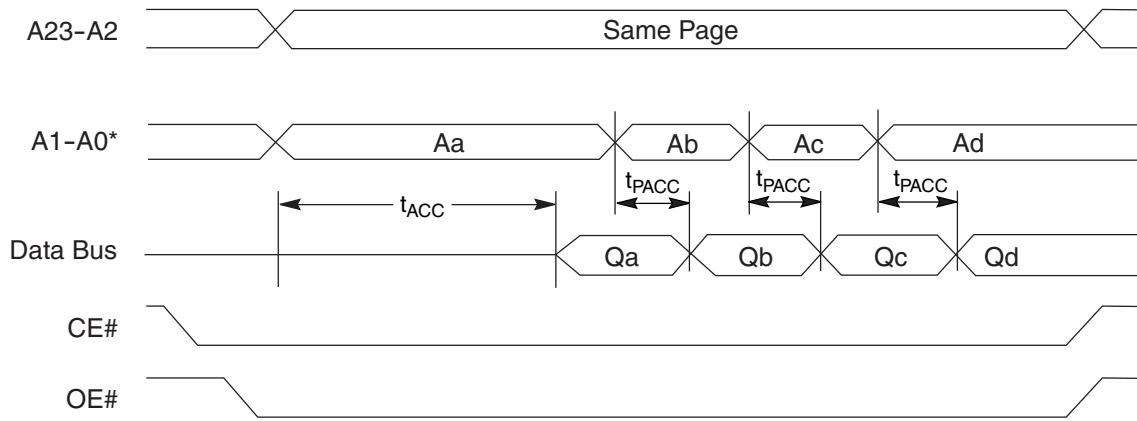 A23–A2 Same Page
A1–A0* Aa Ab Ac Ad
tACC tPACC tPACC tPACC
Data Bus Qa Qb Qc Qd
CE#
OE#